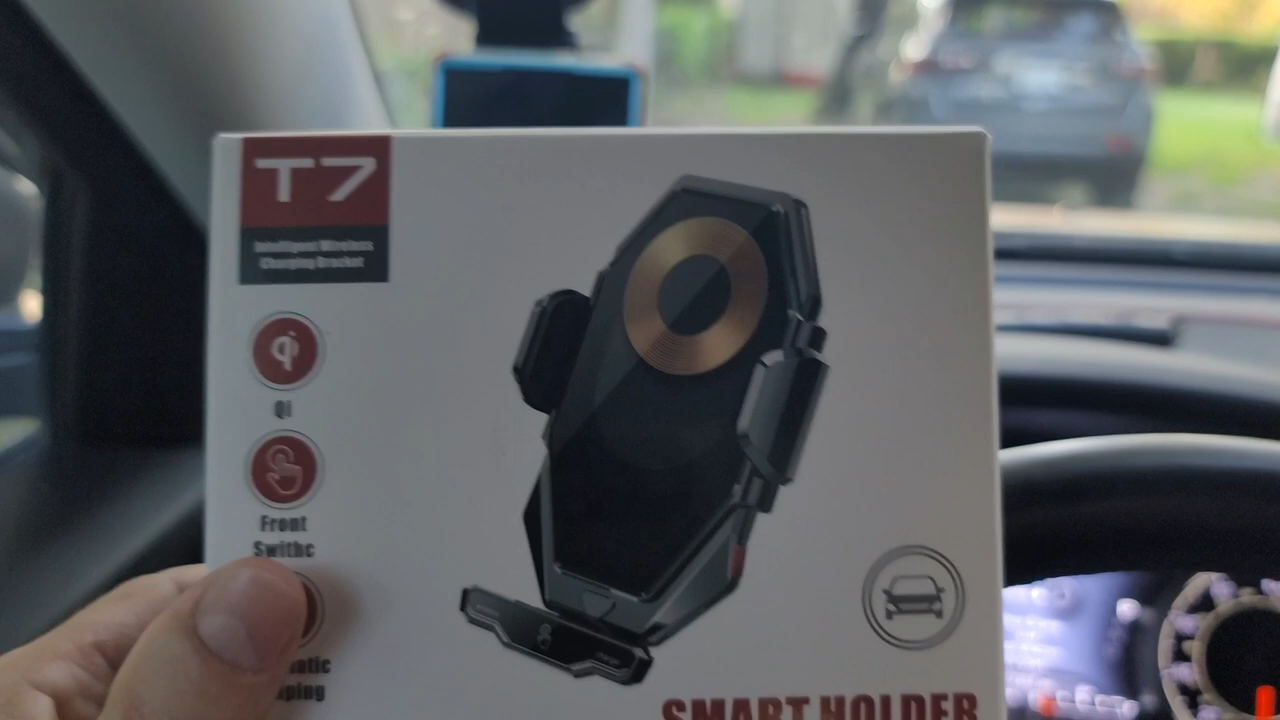 T7
Intelligent Wireless
Charging Bracket
Qi
Front
Swithc
SMART HOLDER